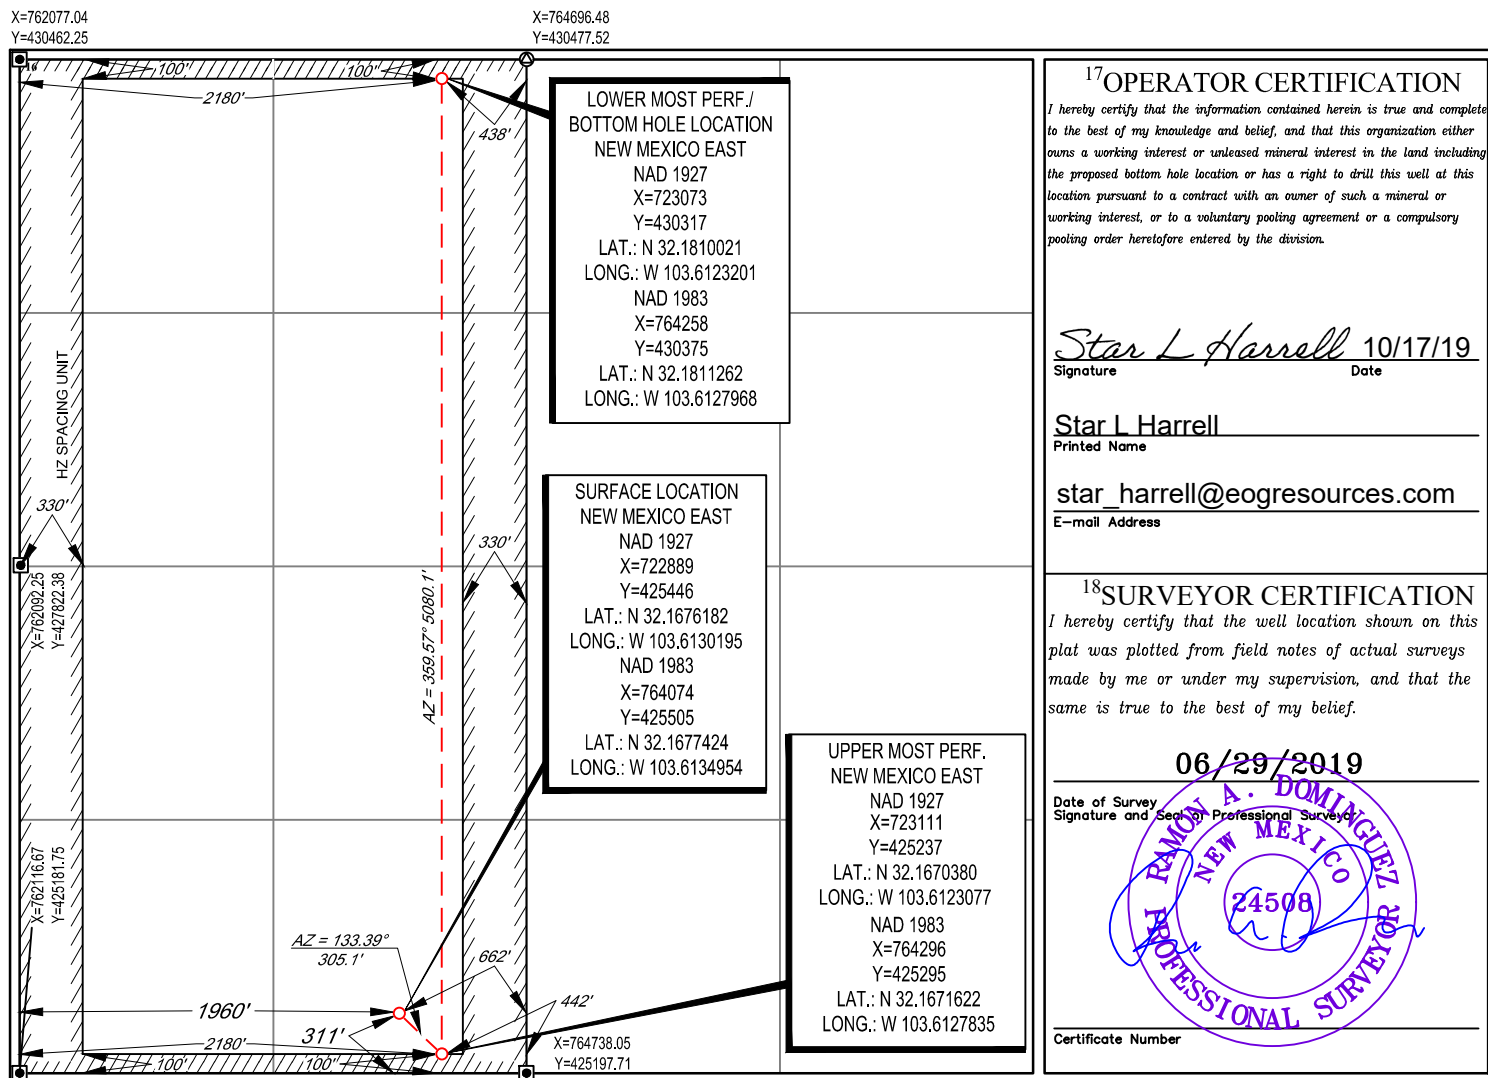 X=762077.04
Y=430462.25
X=764696.48
Y=430477.52
16
100'
100'
2180'
438'
LOWER MOST PERF./
BOTTOM HOLE LOCATION
NEW MEXICO EAST
NAD 1927
X=723073
Y=430317
LAT.: N 32.1810021
LONG.: W 103.6123201
NAD 1983
X=764258
Y=430375
LAT.: N 32.1811262
LONG.: W 103.6127968
HZ SPACING UNIT
330'
330'
X=762092.25
Y=427822.38
AZ = 359.57° 5080.1'
SURFACE LOCATION
NEW MEXICO EAST
NAD 1927
X=722889
Y=425446
LAT.: N 32.1676182
LONG.: W 103.6130195
NAD 1983
X=764074
Y=425505
LAT.: N 32.1677424
LONG.: W 103.6134954
UPPER MOST PERF.
NEW MEXICO EAST
NAD 1927
X=723111
Y=425237
LAT.: N 32.1670380
LONG.: W 103.6123077
NAD 1983
X=764296
Y=425295
LAT.: N 32.1671622
LONG.: W 103.6127835
X=762116.67
Y=425181.75
AZ = 133.39°
305.1'
662'
1960'
442'
311'
2180'
100'
100'
X=764738.05
Y=425197.71
17OPERATOR CERTIFICATION
I hereby certify that the information contained herein is true and complete
to the best of my knowledge and belief, and that this organization either
owns a working interest or unleased mineral interest in the land including
the proposed bottom hole location or has a right to drill this well at this
location pursuant to a contract with an owner of such a mineral or
working interest, or to a voluntary pooling agreement or a compulsory
pooling order heretofore entered by the division.
Star L Harrell 10/17/19
Signature Date
Star L Harrell
Printed Name
star_harrell@eogresources.com
E-mail Address
18SURVEYOR CERTIFICATION
I hereby certify that the well location shown on this
plat was plotted from field notes of actual surveys
made by me or under my supervision, and that the
same is true to the best of my belief.
06/29/2019
Date of Survey
Signature and Seal of Professional Surveyor
RAMON A. DOMINGUEZ
NEW MEXICO
24508
PROFESSIONAL SURVEYOR
Certificate Number